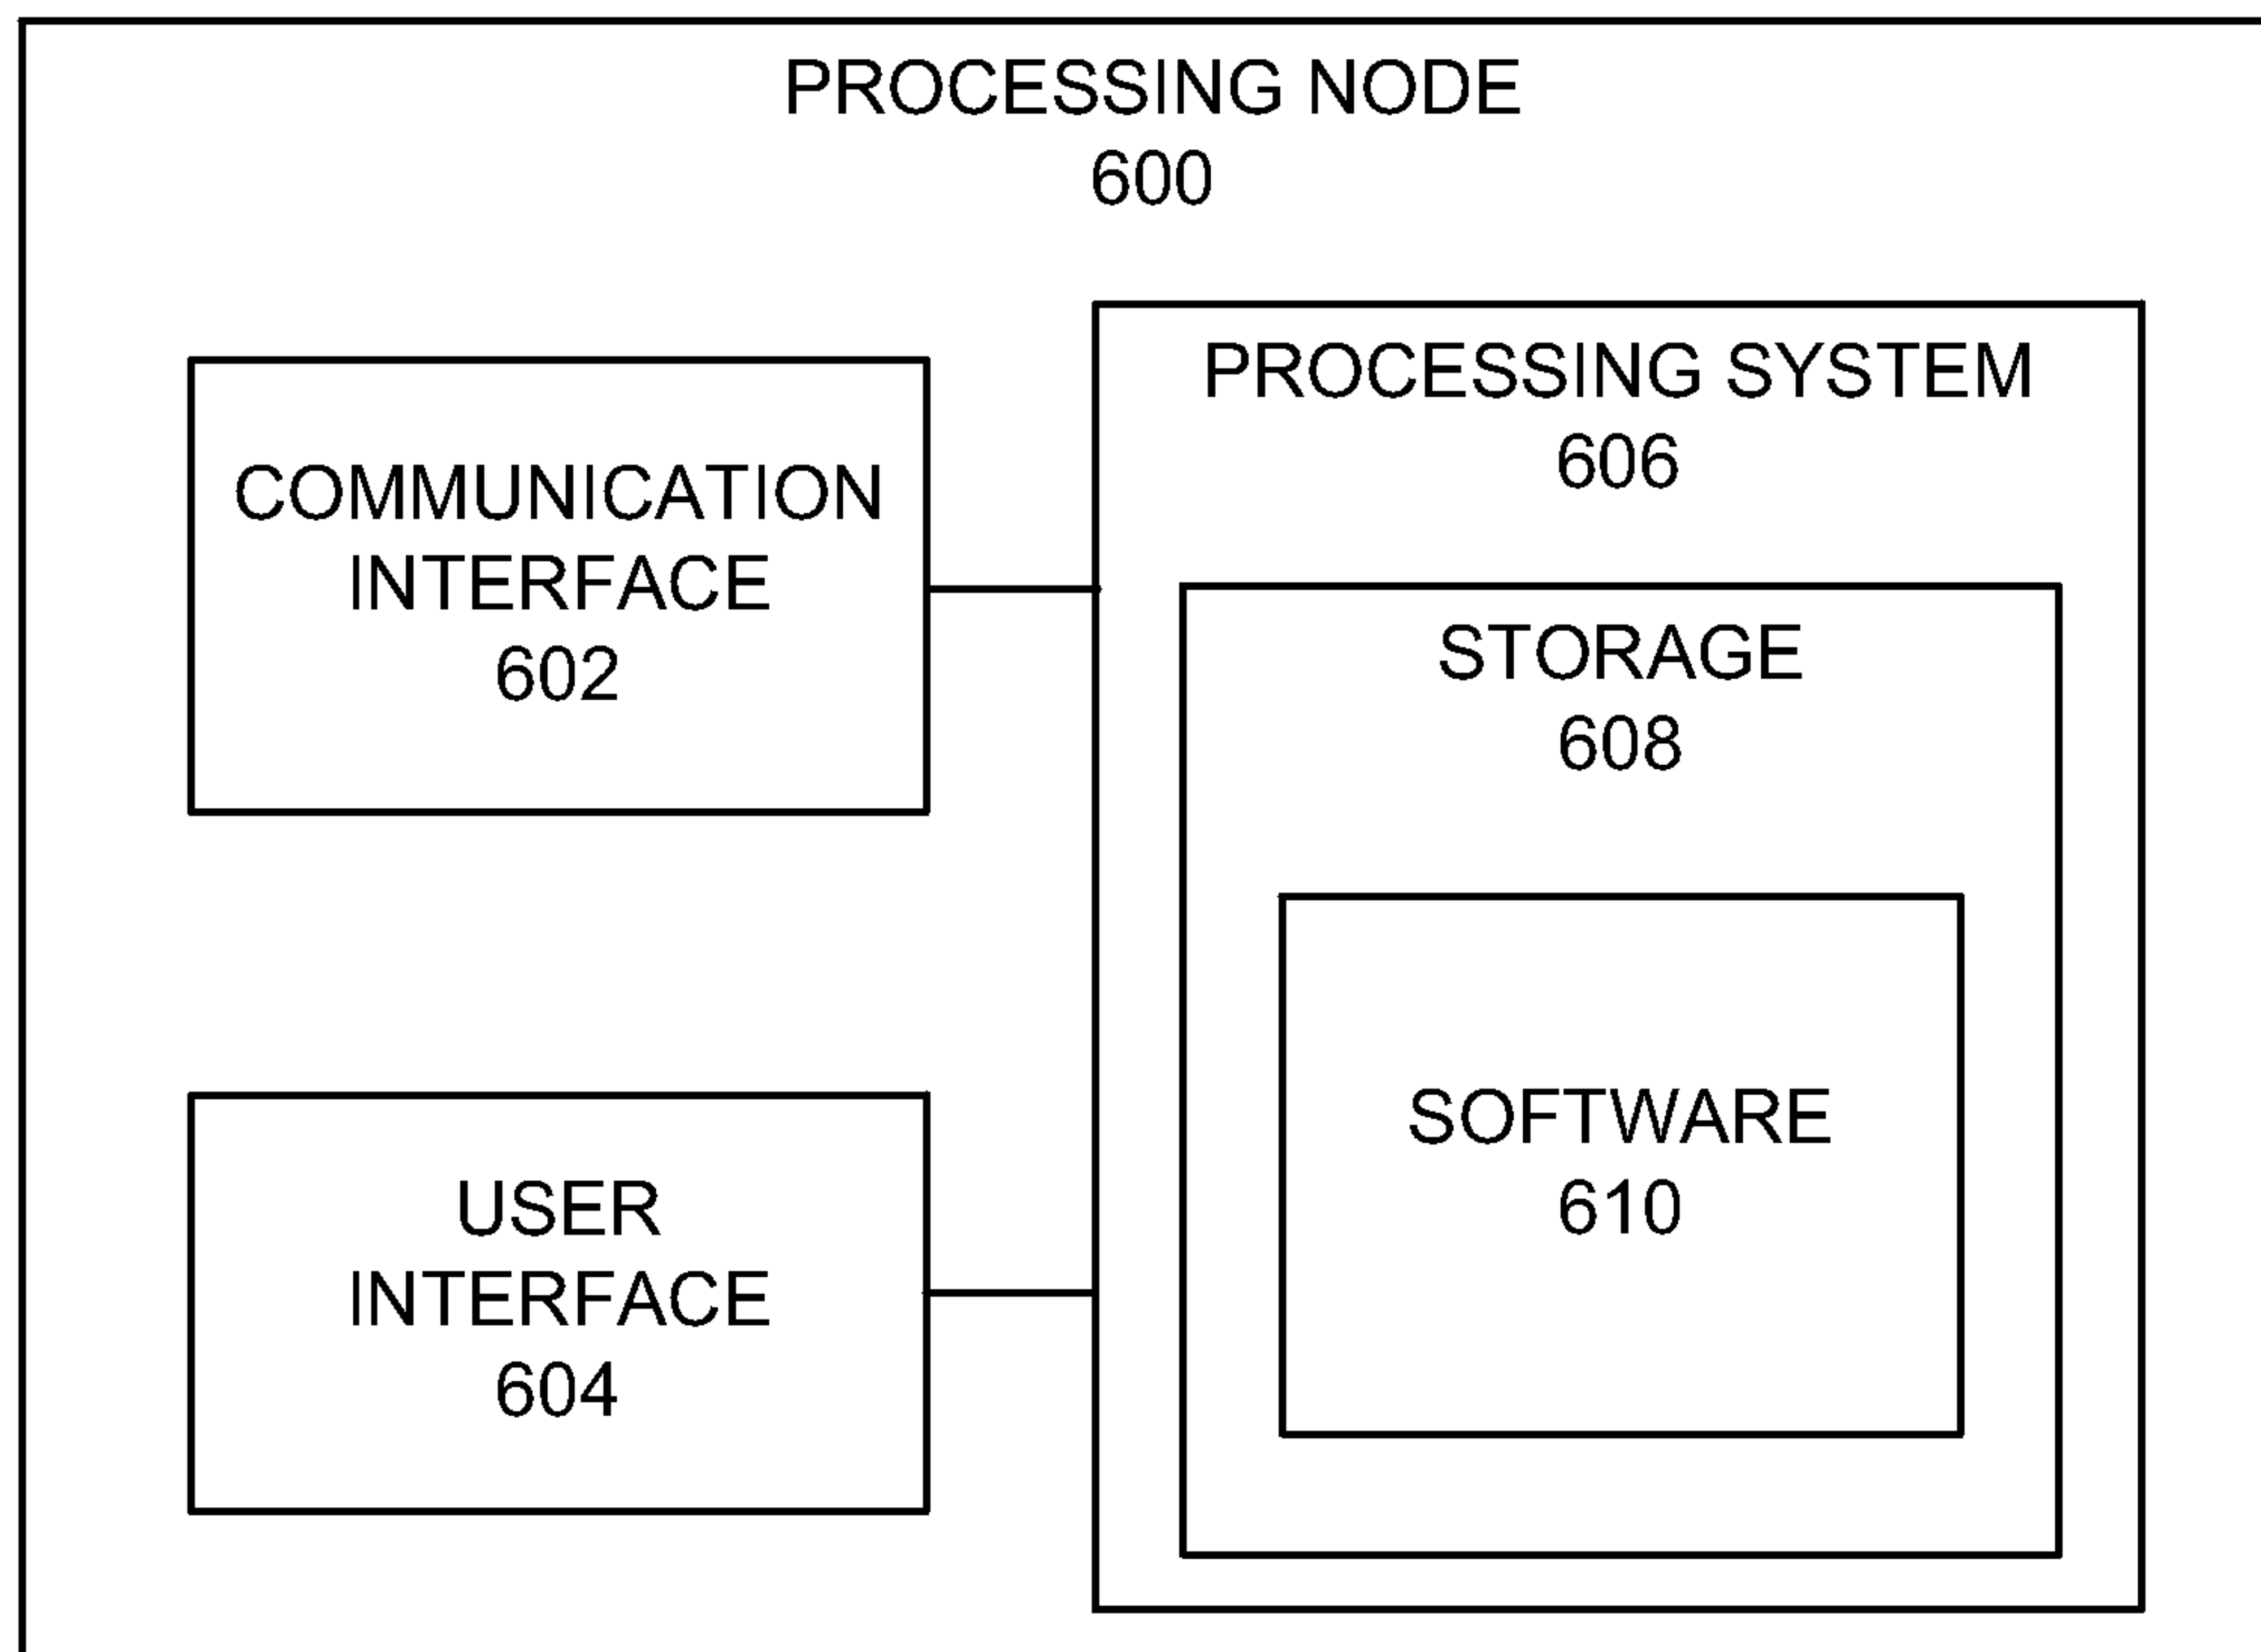 PROCESSING NODE
600
COMMUNICATION
INTERFACE
602
USER
INTERFACE
604
PROCESSING SYSTEM
606
STORAGE
608
SOFTWARE
610